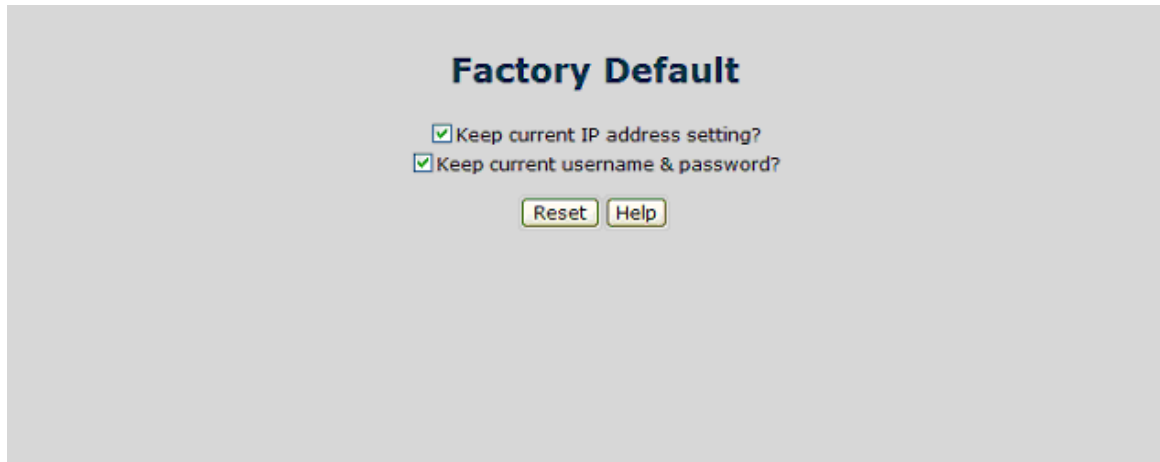 Factory Default
Keep current IP address setting?
Keep current username & password?
Reset Help